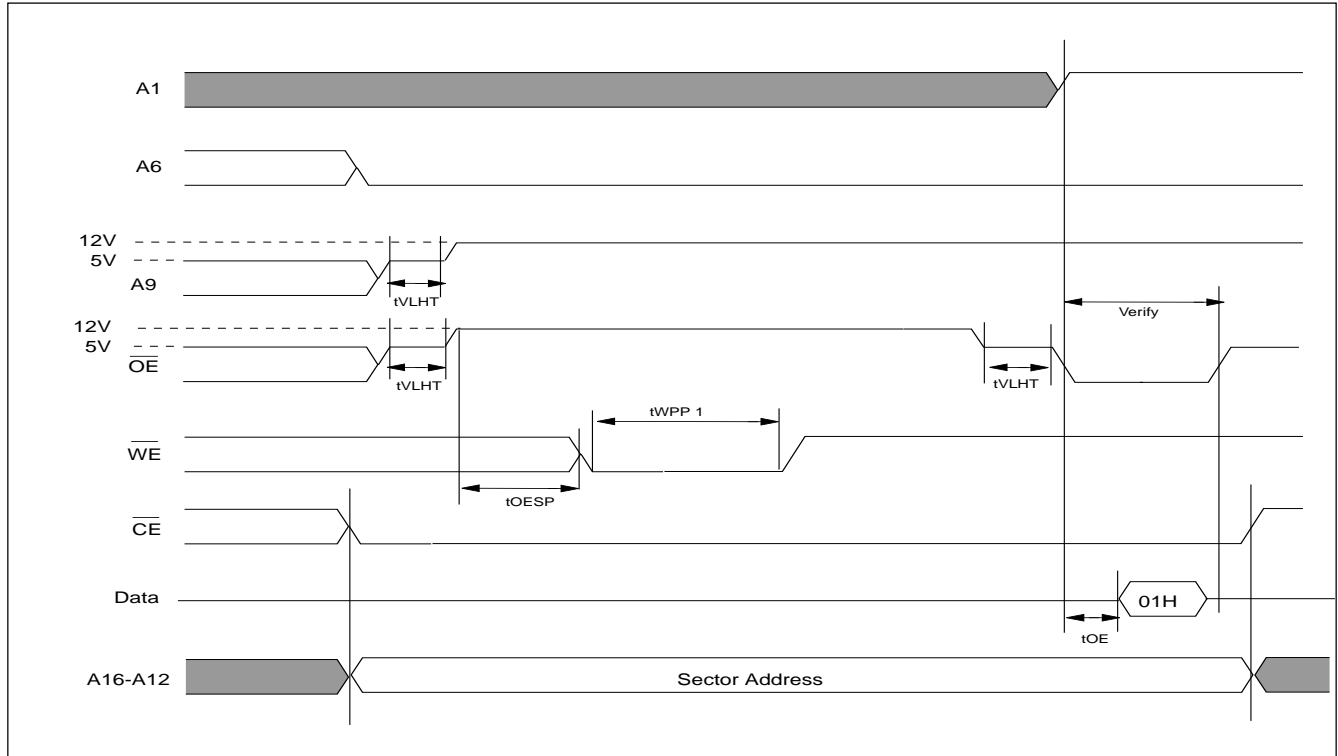 A1
A6
12V
5V
A9
tVLHT
12V
5V
OE
tVLHT
tVLHT
Verify
tWPP 1
WE
tOESP
CE
Data
01H
tOE
A16-A12
Sector Address